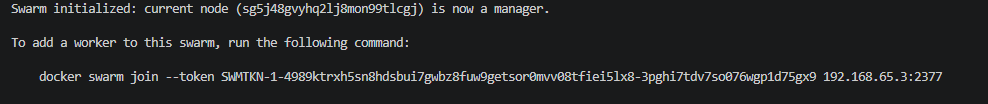 Swarm initialized: current node (sg5j48gvyhq2lj8mon99tlcgj) is now a manager.
To add a worker to this swarm, run the following command:
docker swarm join --token SWMTKN-1-4989ktrxh5sn8hdsbui7gwbz8fuw9getsor0mvv08tfiei5lx8-3pghi7tdv7so076wgp1d75gx9 192.168.65.3:2377